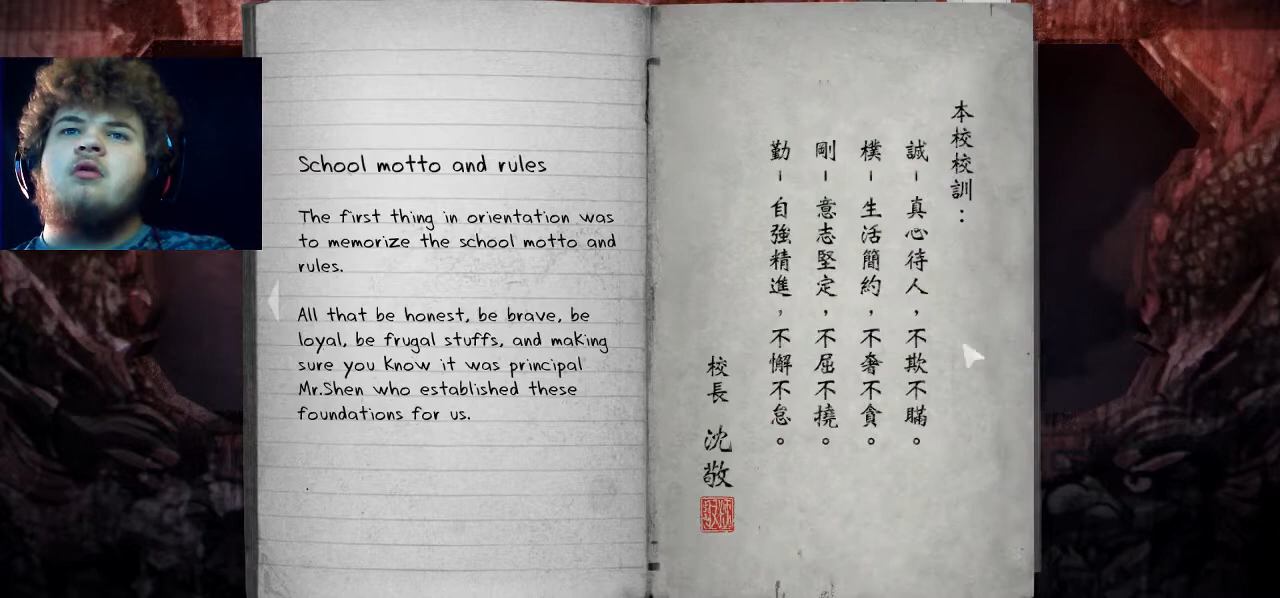 School motto and rules
The first thing in orientation was
to memorize the school motto and
rules.
All that be honest, be brave, be
loyal, be frugal stuffs, and making
sure you know it was principal
Mr.Shen who established these
foundations for us.
本校校訓：
誠－真心待人，不欺不瞞。
樸－生活簡約，不奢不貪。
剛－意志堅定，不屈不撓。
勤－自強精進，不懈不怠。
校長 沈敬